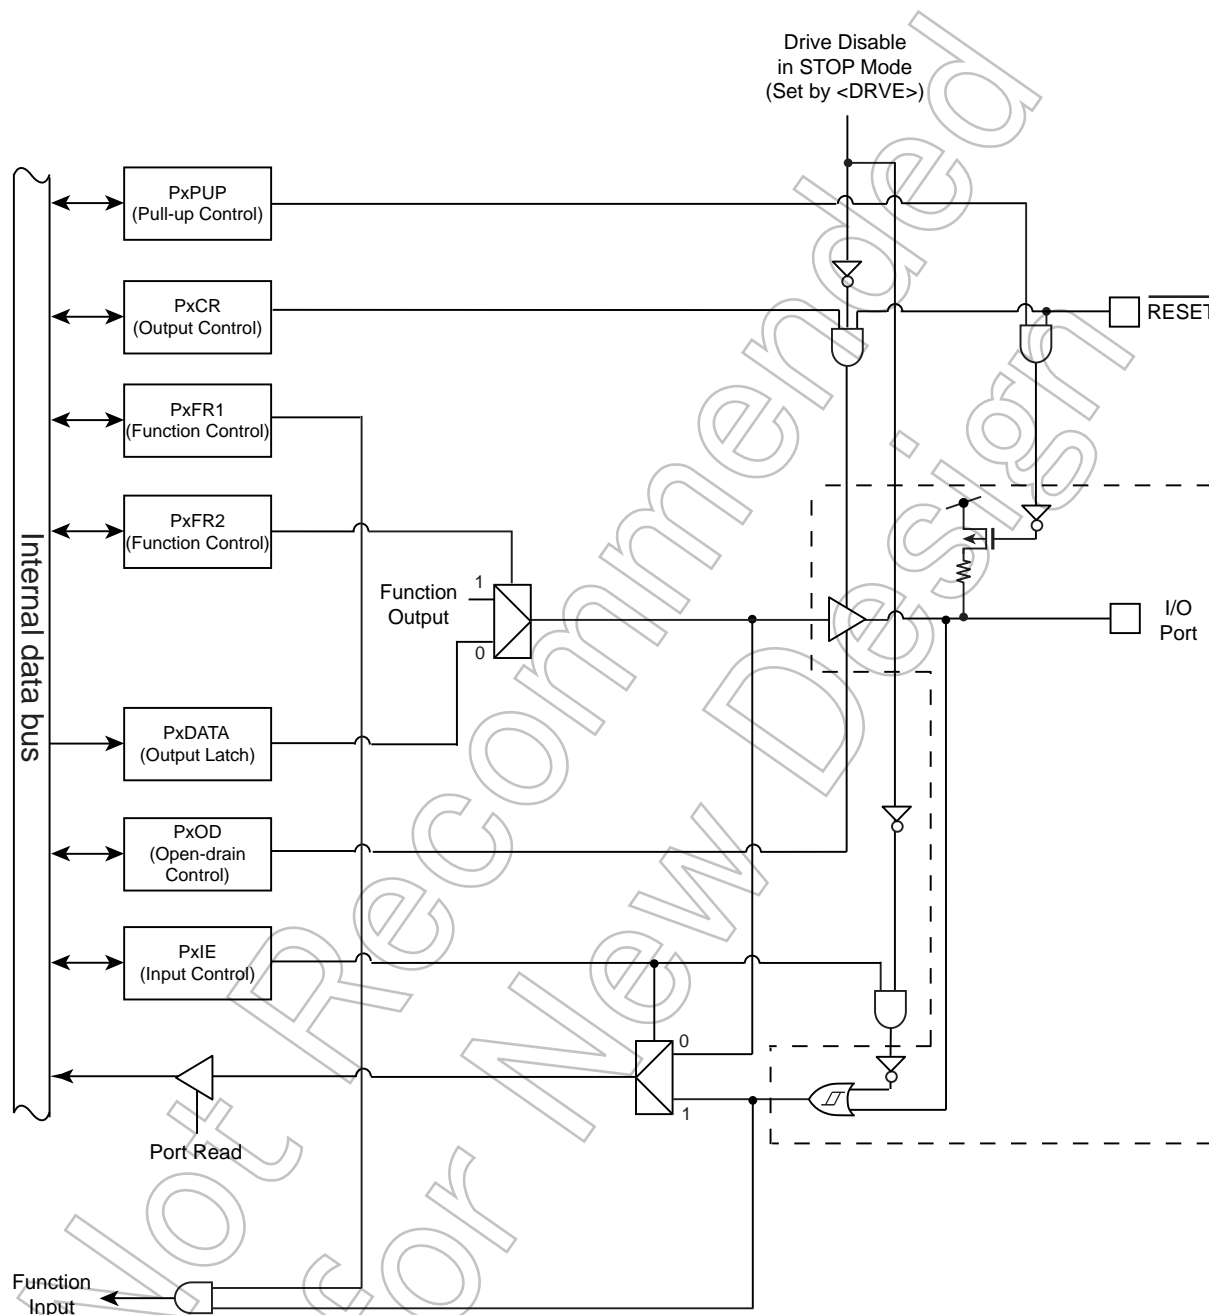 Drive Disable
in STOP Mode
(Set by <DRVE>)
PxPUP
(Pull-up Control)
PxCR
(Output Control)
RESET
PxFR1
(Function Control)
PxFR2
(Function Control)
Internal data bus
Function
Output
1
0
I/O
Port
PxDATA
(Output Latch)
PxOD
(Open-drain
Control)
PxIE
(Input Control)
0
1
Port Read
Function
Input
Not Recommended
for New Design